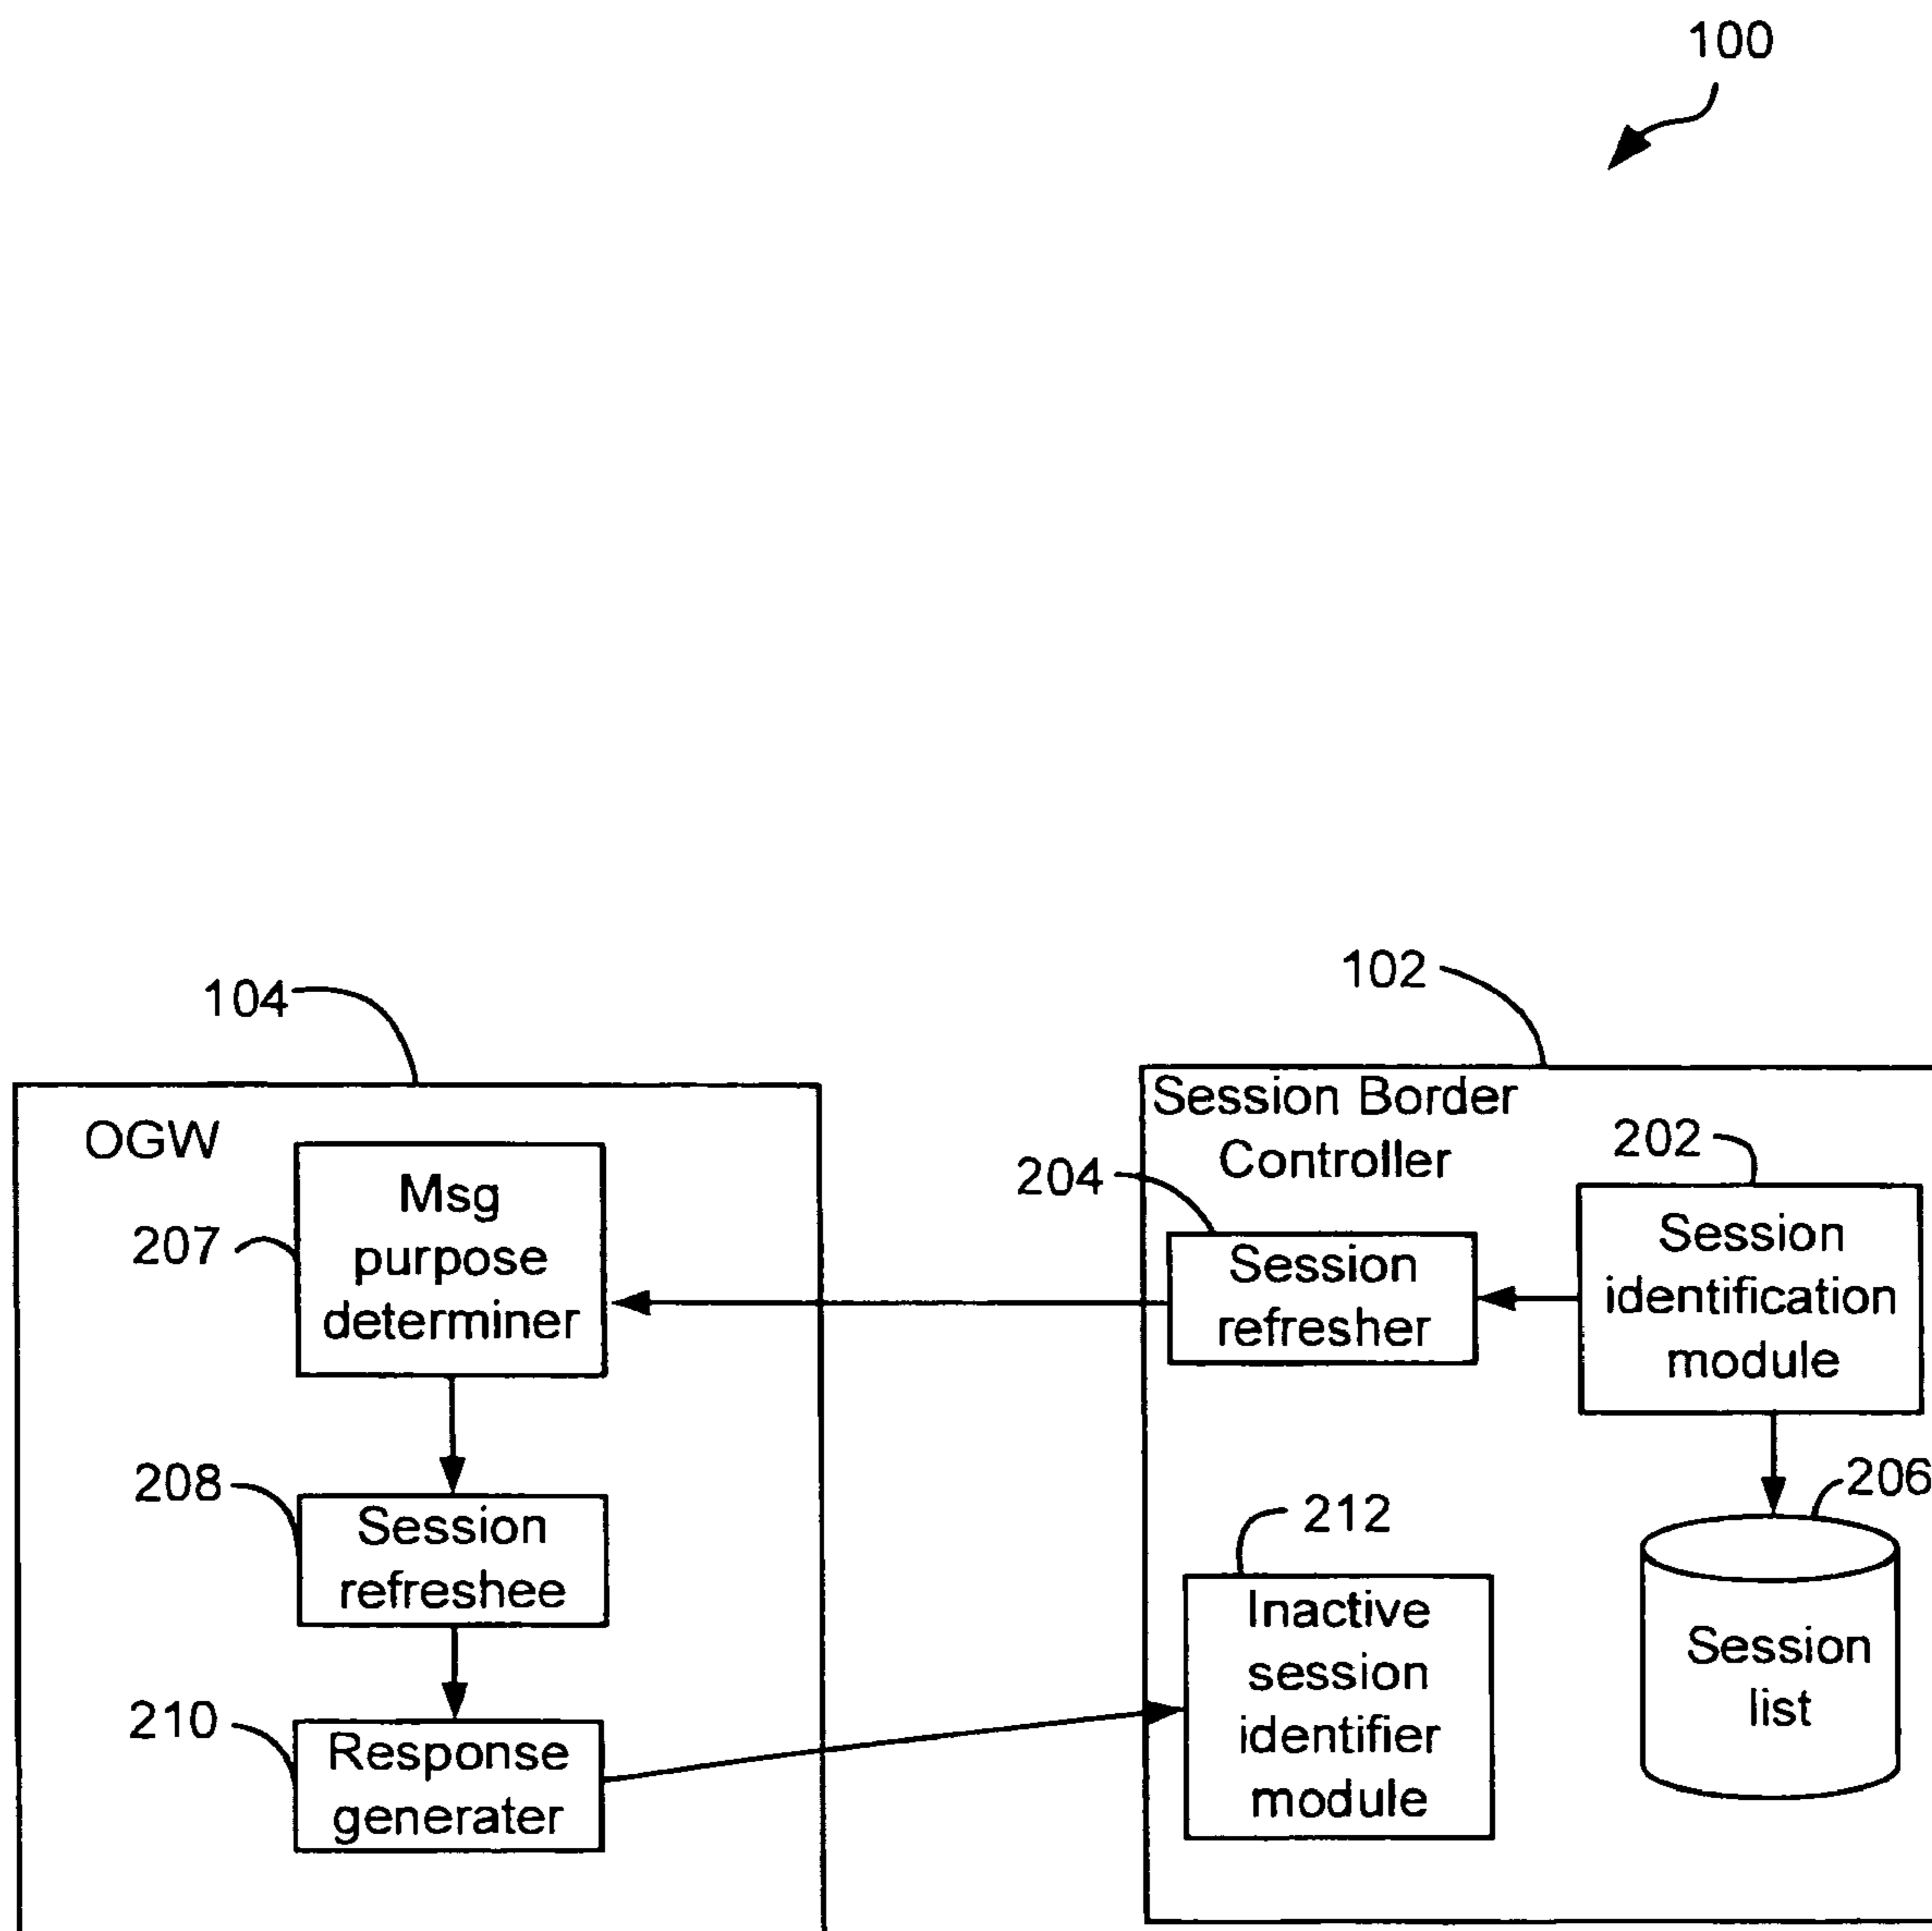 100
104
OGW
Msg
purpose
determiner
207
208
Session
refreshee
210
Response
generater
102
Session Border
Controller
204
Session
refresher
202
Session
identification
module
206
Session
list
212
Inactive
session
identifier
module